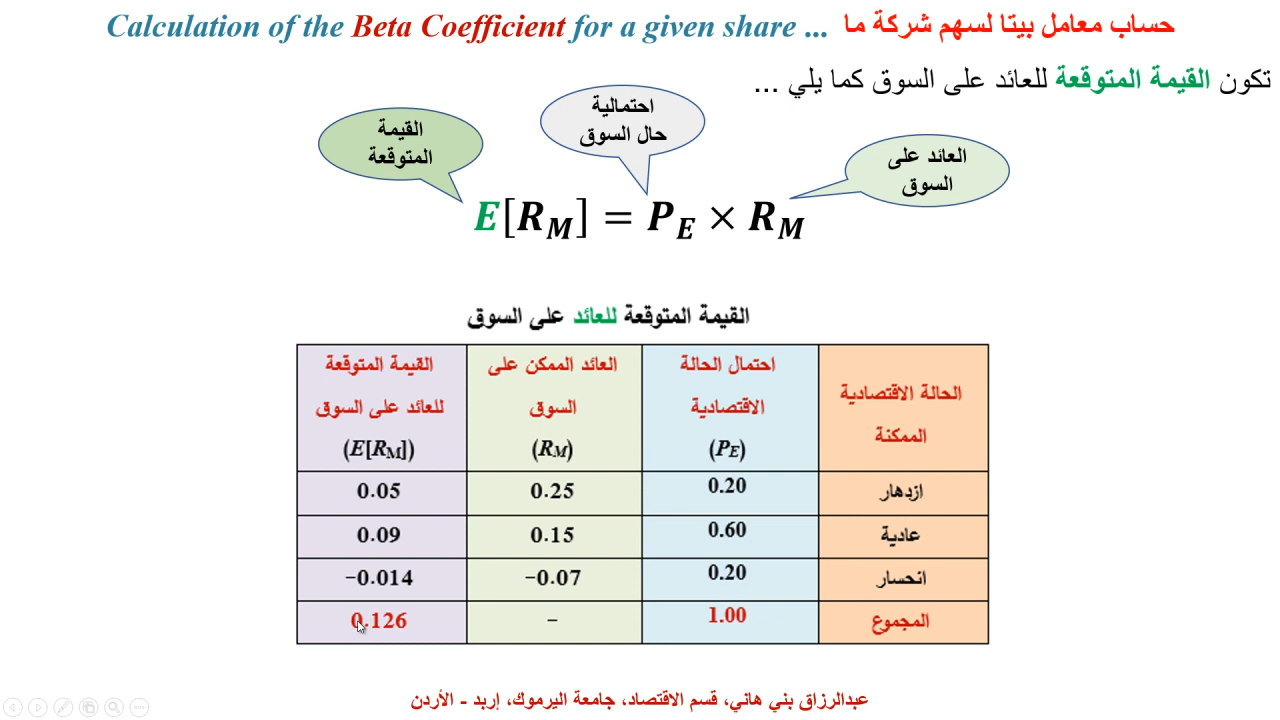 Calculation of the Beta Coefficient for a given share ... حساب معامل بيتا لسهم شركة ما
تكون القيمة المتوقعة للعائد على السوق كما يلي ...
احتمالية
حال السوق
القيمة
المتوقعة
العائد على
السوق
E[R_M] = P_E × R_M
القيمة المتوقعة للعائد على السوق
الحالة الاقتصادية
الممكنة
احتمال الحالة
الاقتصادية
(P_E)
العائد الممكن على
السوق
(R_M)
القيمة المتوقعة
للعائد على السوق
(E[R_M])
ازدهار 0.20 0.25 0.05
عادية 0.60 0.15 0.09
انحسار 0.20 −0.07 −0.014
المجموع 1.00 – 0.126
عبدالرزاق بني هاني، قسم الاقتصاد، جامعة اليرموك، إربد - الأردن